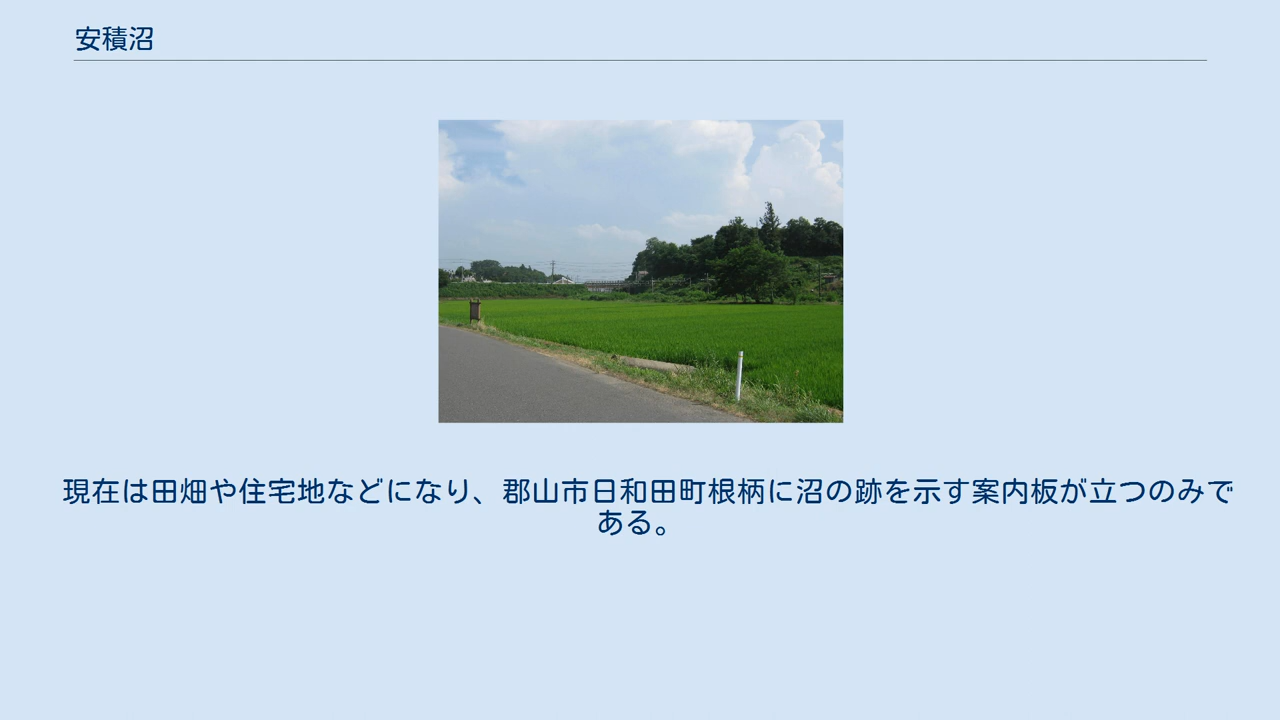 安積沼
現在は田畑や住宅地などになり、郡山市日和田町根柄に沼の跡を示す案内板が立つのみで
ある。